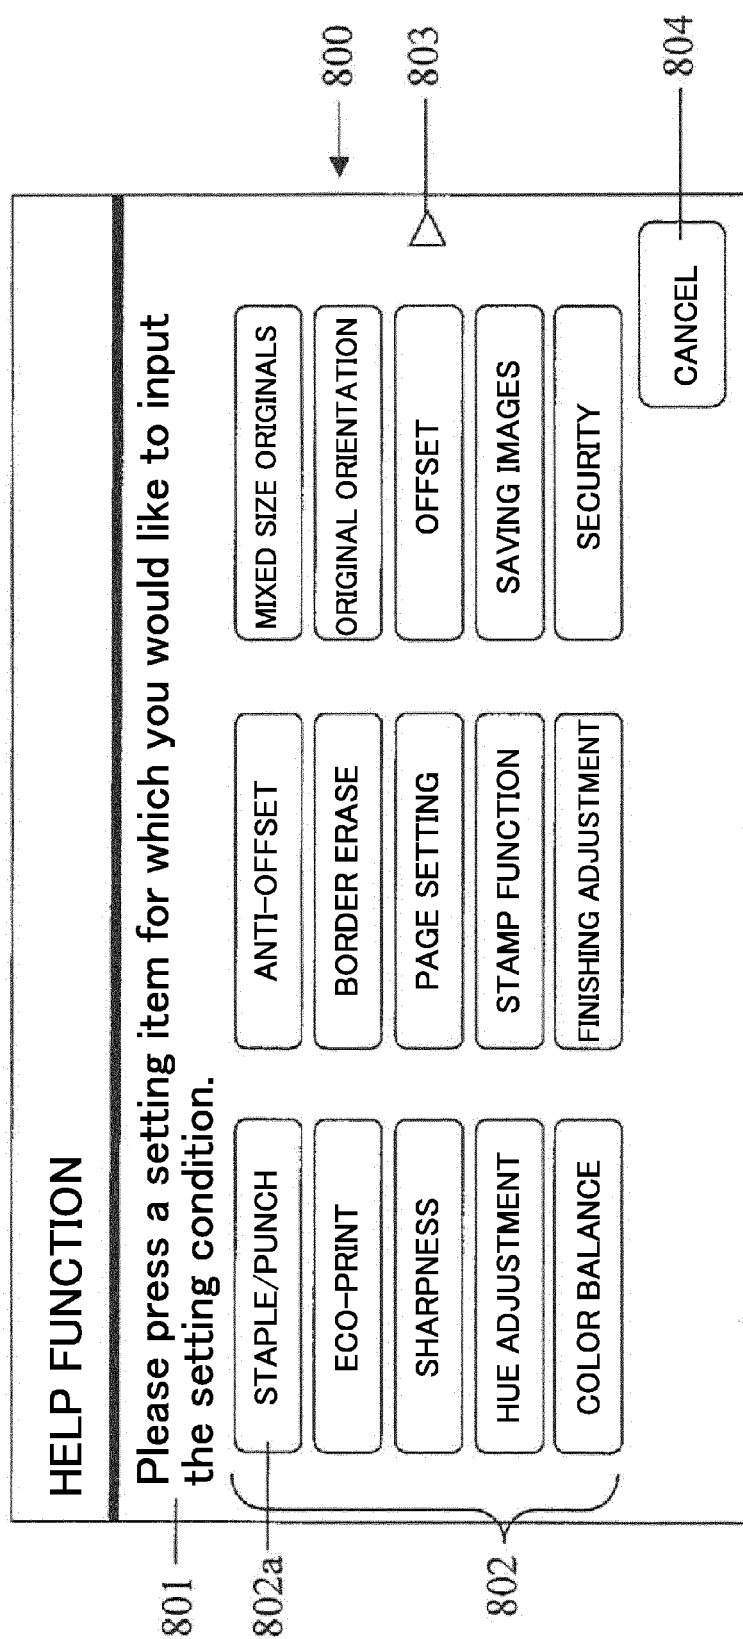 HELP FUNCTION
801
Please press a setting item for which you would like to input
the setting condition.
800
802a
STAPLE/PUNCH
ANTI-OFFSET
MIXED SIZE ORIGINALS
ECO-PRINT
BORDER ERASE
ORIGINAL ORIENTATION
SHARPNESS
PAGE SETTING
OFFSET
803
802
HUE ADJUSTMENT
STAMP FUNCTION
SAVING IMAGES
COLOR BALANCE
FINISHING ADJUSTMENT
SECURITY
CANCEL
804